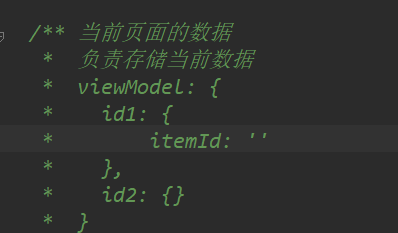 /** 当前页面的数据
* 负责存储当前数据
* viewModel: {
* id1: {
* itemId: ''
* },
* id2: {}
* }